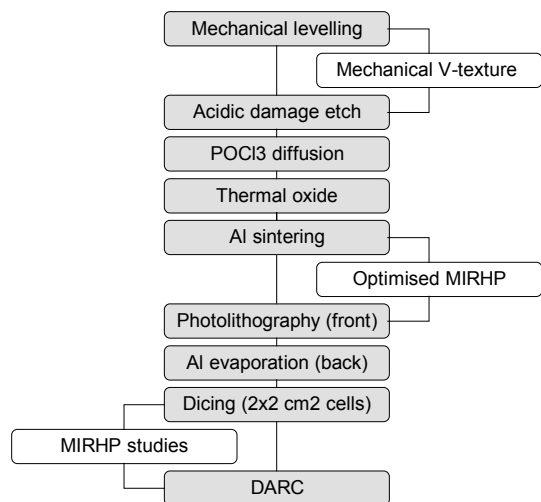 Mechanical levelling
Mechanical V-texture
Acidic damage etch
POCl3 diffusion
Thermal oxide
Al sintering
Optimised MIRHP
Photolithography (front)
Al evaporation (back)
Dicing (2x2 cm2 cells)
MIRHP studies
DARC